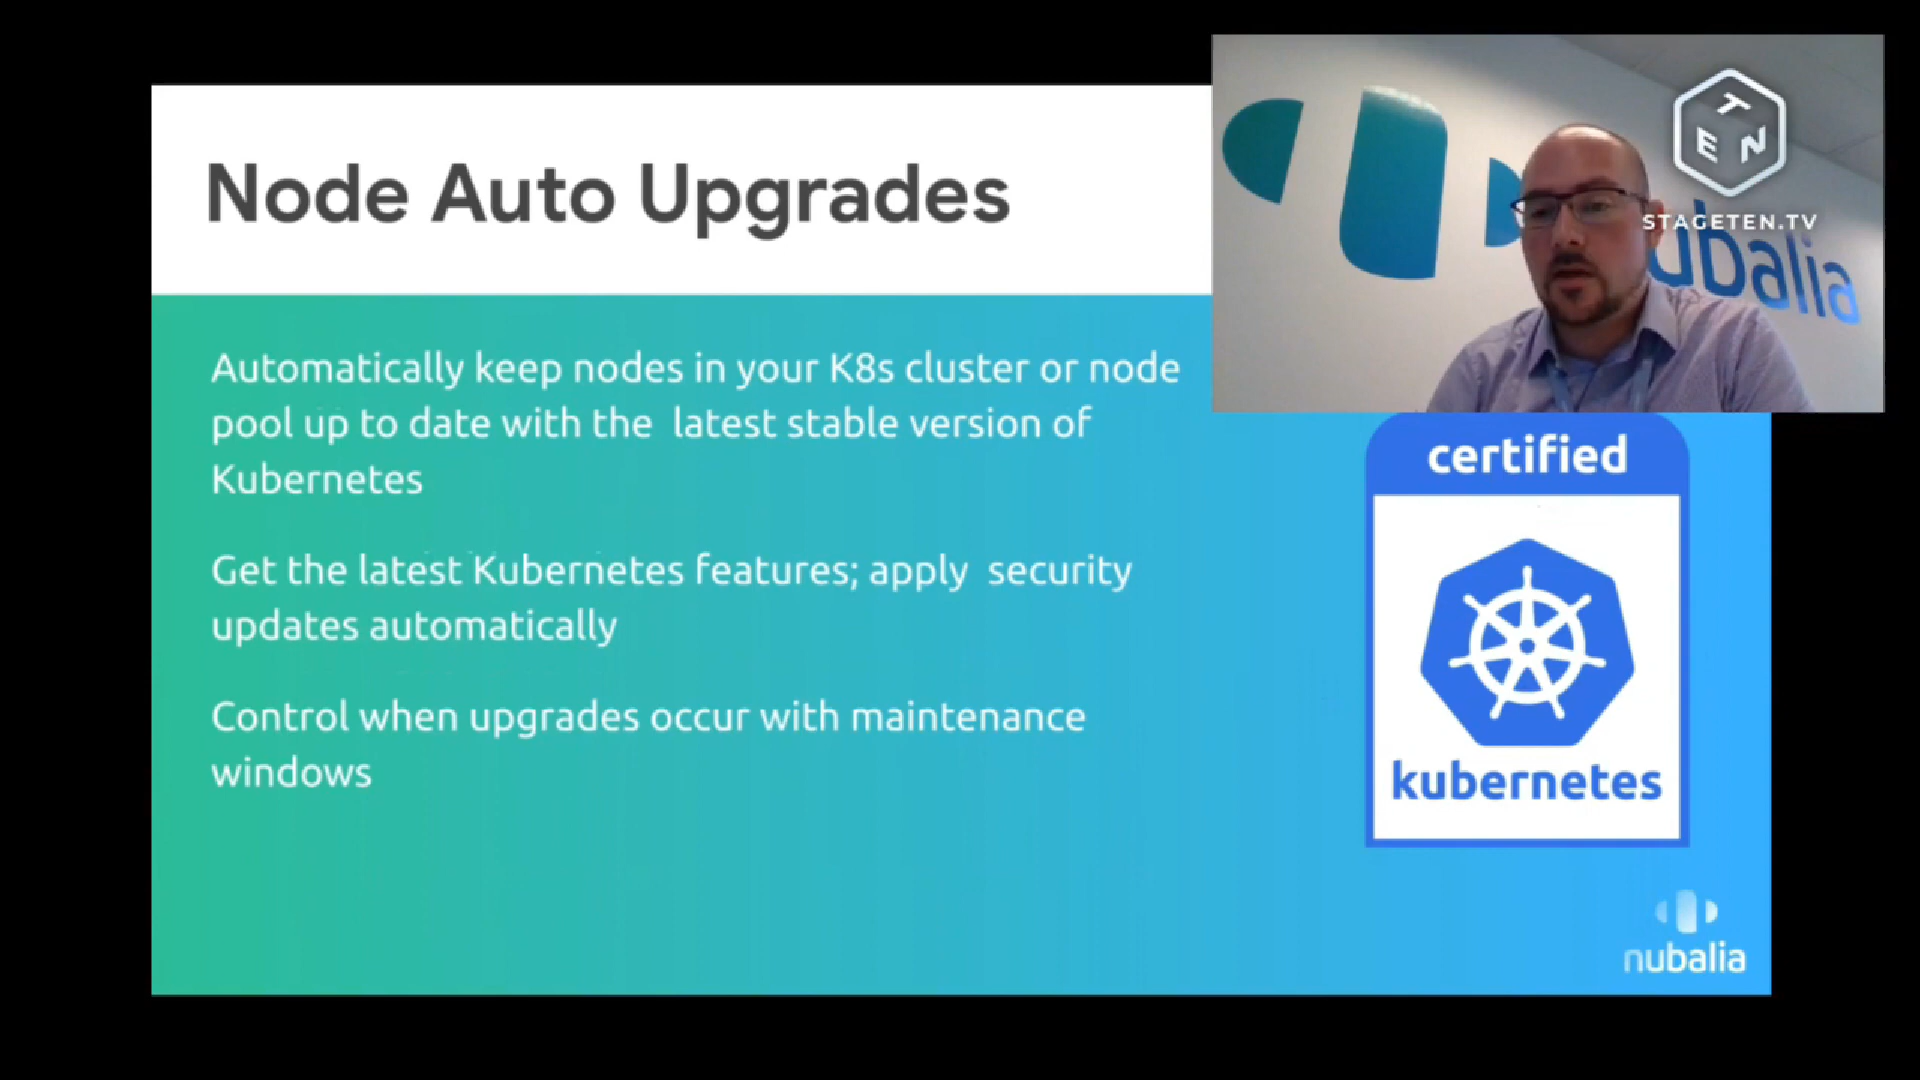 Node Auto Upgrades
Automatically keep nodes in your K8s cluster or node
pool up to date with the latest stable version of
Kubernetes
Get the latest Kubernetes features; apply security
updates automatically
Control when upgrades occur with maintenance
windows
TEN
STAGETEN.TV
ubalia
certified
kubernetes
nubalia